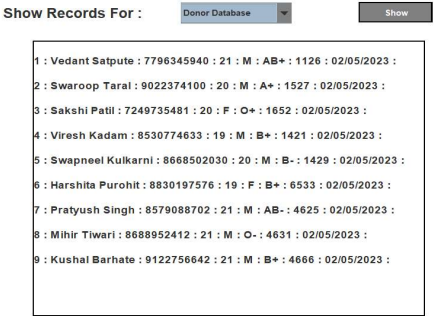 Show Records For :
Donor Database
Show
1 : Vedant Satpute : 7796345940 : 21 : M : AB+ : 1126 : 02/05/2023 :
2 : Swaroop Taral : 9022374100 : 20 : M : A+ : 1527 : 02/05/2023 :
3 : Sakshi Patil : 7249735481 : 20 : F : O+ : 1652 : 02/05/2023 :
4 : Viresh Kadam : 8530774633 : 19 : M : B+ : 1421 : 02/05/2023 :
5 : Swapneel Kulkarni : 8668502030 : 20 : M : B- : 1429 : 02/05/2023 :
6 : Harshita Purohit : 8830197576 : 19 : F : B+ : 6533 : 02/05/2023 :
7 : Pratyush Singh : 8579088702 : 21 : M : AB- : 4625 : 02/05/2023 :
8 : Mihir Tiwari : 8688952412 : 21 : M : O- : 4631 : 02/05/2023 :
9 : Kushal Barhate : 9122756642 : 21 : M : B+ : 4666 : 02/05/2023 :